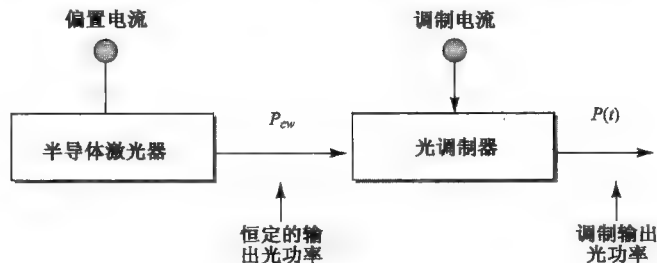 偏置电流
调制电流
半导体激光器
P_cw
光调制器
P(t)
恒定的输
出光功率
调制输出
光功率